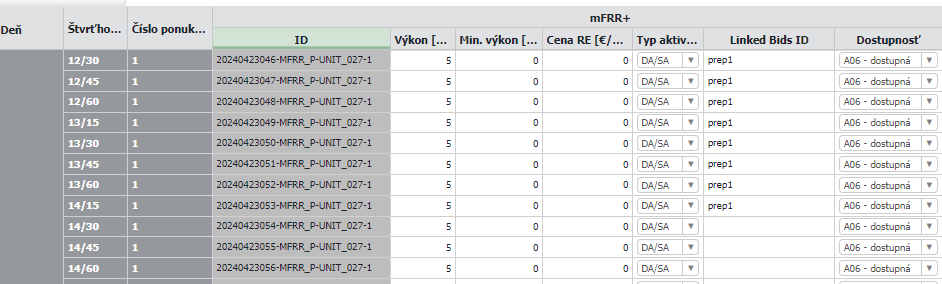 mFRR+
Deň Štvrťho... Číslo ponuk... ID Výkon [... Min. výkon [... Cena RE [€/... Typ aktiv... Linked Bids ID Dostupnosť
12/30 1 20240423046-MFRR_P-UNIT_027-1 5 0 0 DA/SA prep1 A06 - dostupná
12/45 1 20240423047-MFRR_P-UNIT_027-1 5 0 0 DA/SA prep1 A06 - dostupná
12/60 1 20240423048-MFRR_P-UNIT_027-1 5 0 0 DA/SA prep1 A06 - dostupná
13/15 1 20240423049-MFRR_P-UNIT_027-1 5 0 0 DA/SA prep1 A06 - dostupná
13/30 1 20240423050-MFRR_P-UNIT_027-1 5 0 0 DA/SA prep1 A06 - dostupná
13/45 1 20240423051-MFRR_P-UNIT_027-1 5 0 0 DA/SA prep1 A06 - dostupná
13/60 1 20240423052-MFRR_P-UNIT_027-1 5 0 0 DA/SA prep1 A06 - dostupná
14/15 1 20240423053-MFRR_P-UNIT_027-1 5 0 0 DA/SA prep1 A06 - dostupná
14/30 1 20240423054-MFRR_P-UNIT_027-1 5 0 0 DA/SA A06 - dostupná
14/45 1 20240423055-MFRR_P-UNIT_027-1 5 0 0 DA/SA A06 - dostupná
14/60 1 20240423056-MFRR_P-UNIT_027-1 5 0 0 DA/SA A06 - dostupná